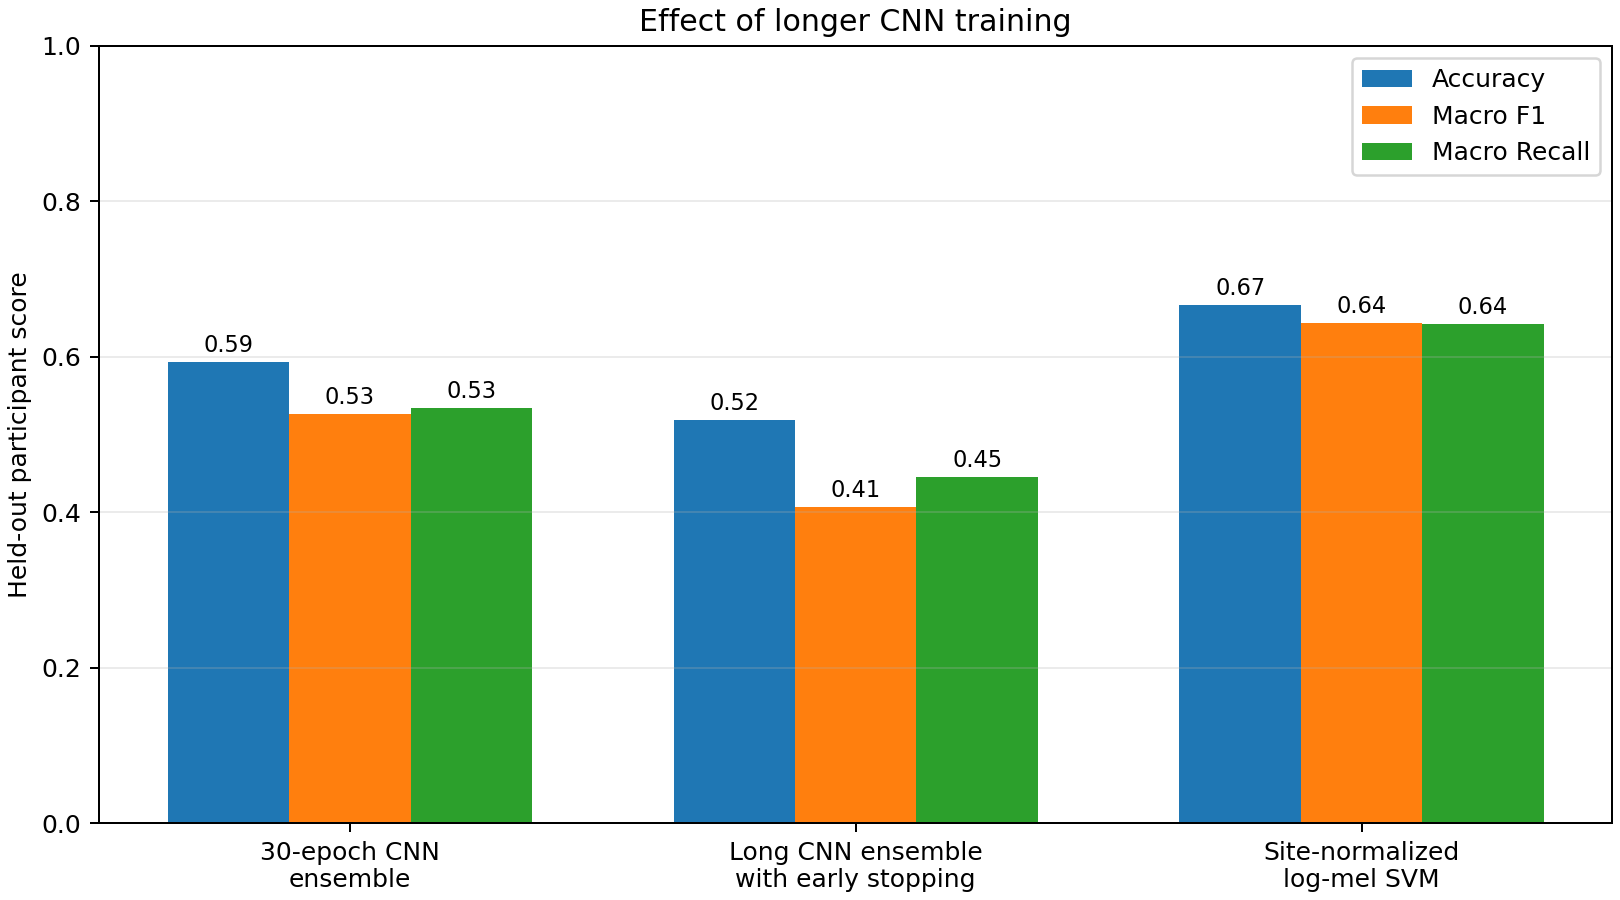 Effect of longer CNN training
Accuracy
Macro F1
Macro Recall
Held-out participant score
1.0
0.8
0.6
0.4
0.2
0.0
0.59
0.53
0.53
0.52
0.41
0.45
0.67
0.64
0.64
30-epoch CNN
ensemble
Long CNN ensemble
with early stopping
Site-normalized
log-mel SVM